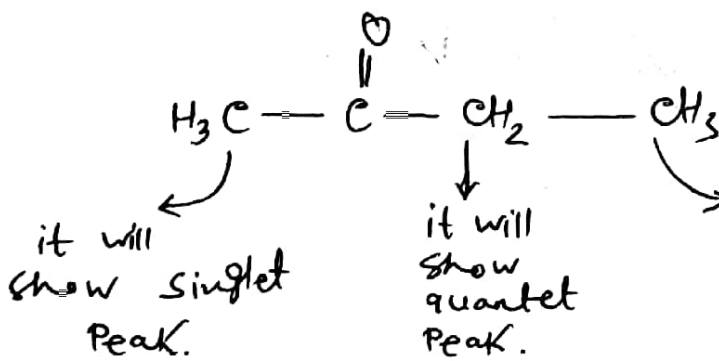 O
H3C — C — CH2 — CH3
it will
show singlet
Peak.
it will
show
quantet
Peak.